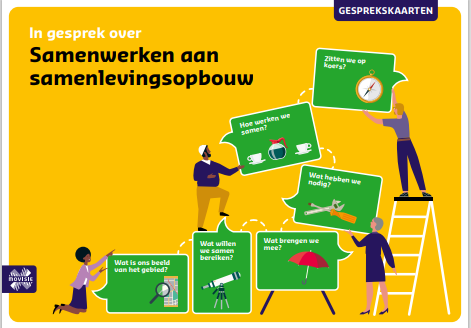 GESPREKSKAARTEN
In gesprek over
Samenwerken aan
samenlevingsopbouw
Zitten we op
koers?
Hoe werken we
samen?
Wat hebben we
nodig?
Wat willen
we samen
bereiken?
Wat brengen we
mee?
Wat is ons beeld
van het gebied?
movisie